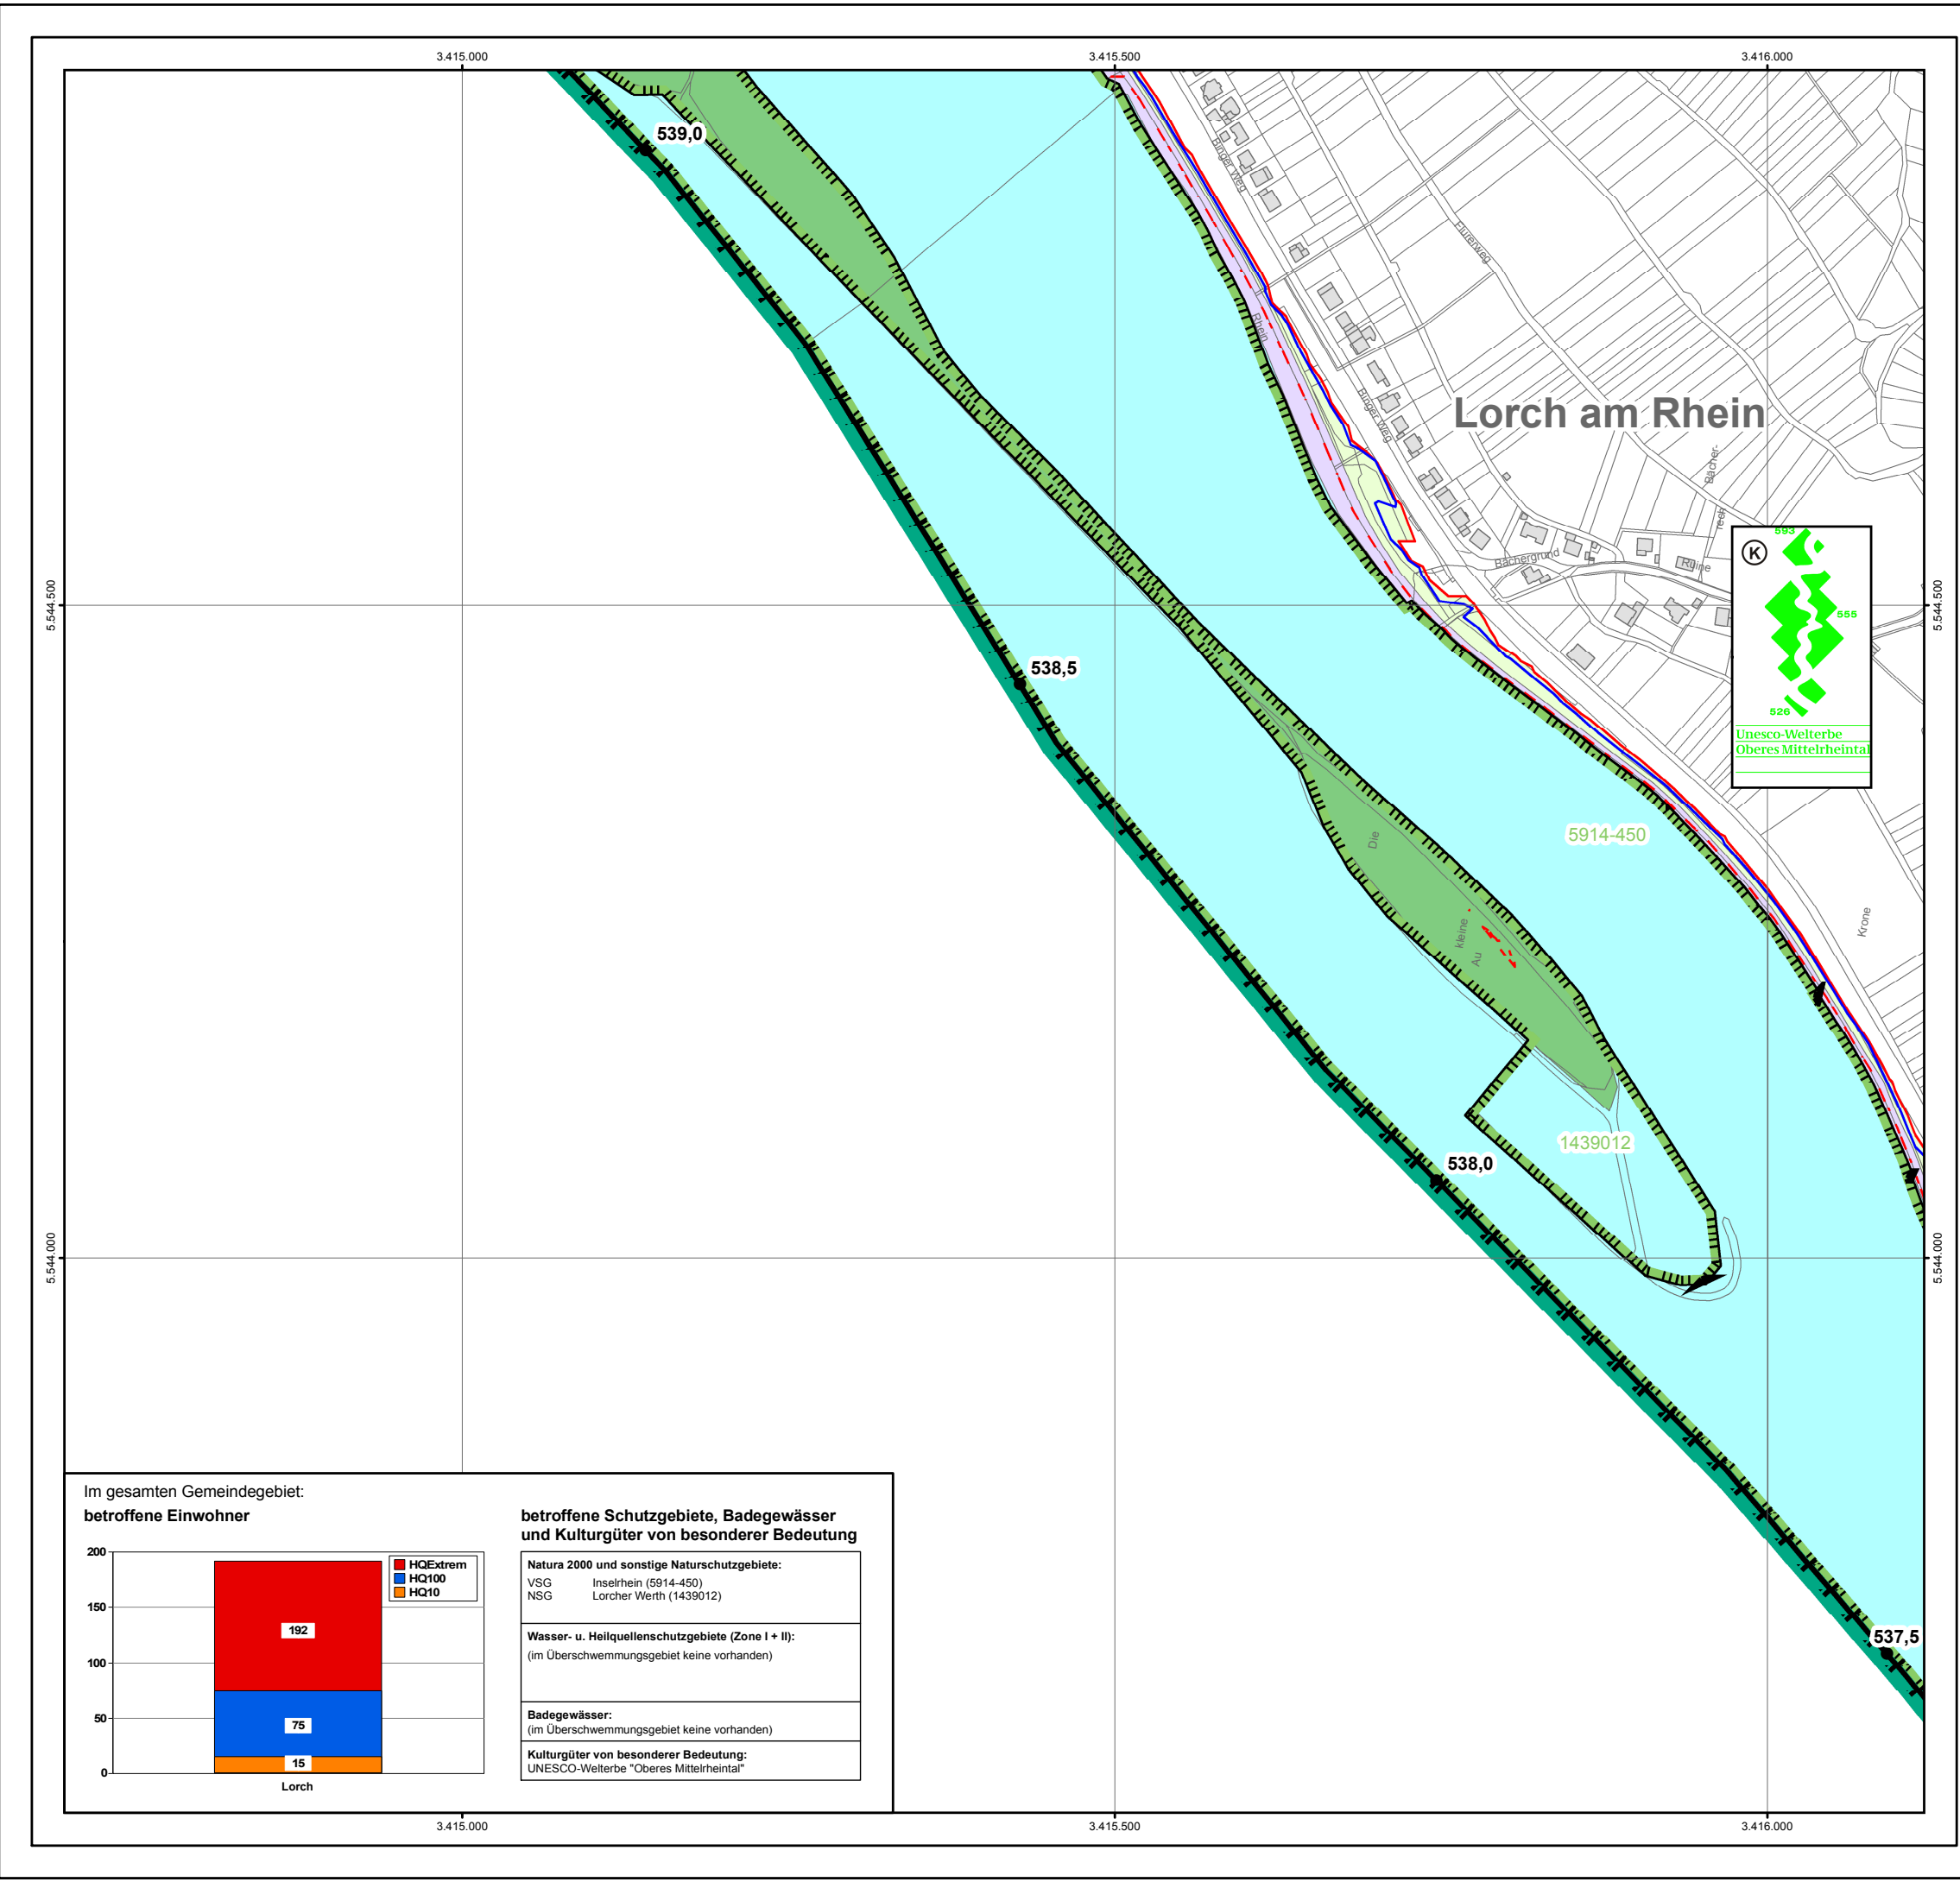 3.415.000 3.415.500 3.416.000
539,0
Binger Weg
Flurerweg
Rhein
Binger Weg
Lorch am Rhein
Bächer-
rech
593
K
Bächergrund
Ruine
5.544.500 5.544.500
555
538,5
526
Unesco-Welterbe
Oberes Mittelrheintal
5914-450
Die
kleine
Au
Krone
1439012
538,0
5.544.000 5.544.000
537,5
Im gesamten Gemeindegebiet:
betroffene Einwohner
200
150
100
50
0
HQExtrem
HQ100
HQ10
192
75
15
Lorch
betroffene Schutzgebiete, Badegewässer
und Kulturgüter von besonderer Bedeutung
Natura 2000 und sonstige Naturschutzgebiete:
VSG Inselrhein (5914-450)
NSG Lorcher Werth (1439012)
Wasser- u. Heilquellenschutzgebiete (Zone I + II):
(im Überschwemmungsgebiet keine vorhanden)
Badegewässer:
(im Überschwemmungsgebiet keine vorhanden)
Kulturgüter von besonderer Bedeutung:
UNESCO-Welterbe "Oberes Mittelrheintal"
3.415.000 3.415.500 3.416.000